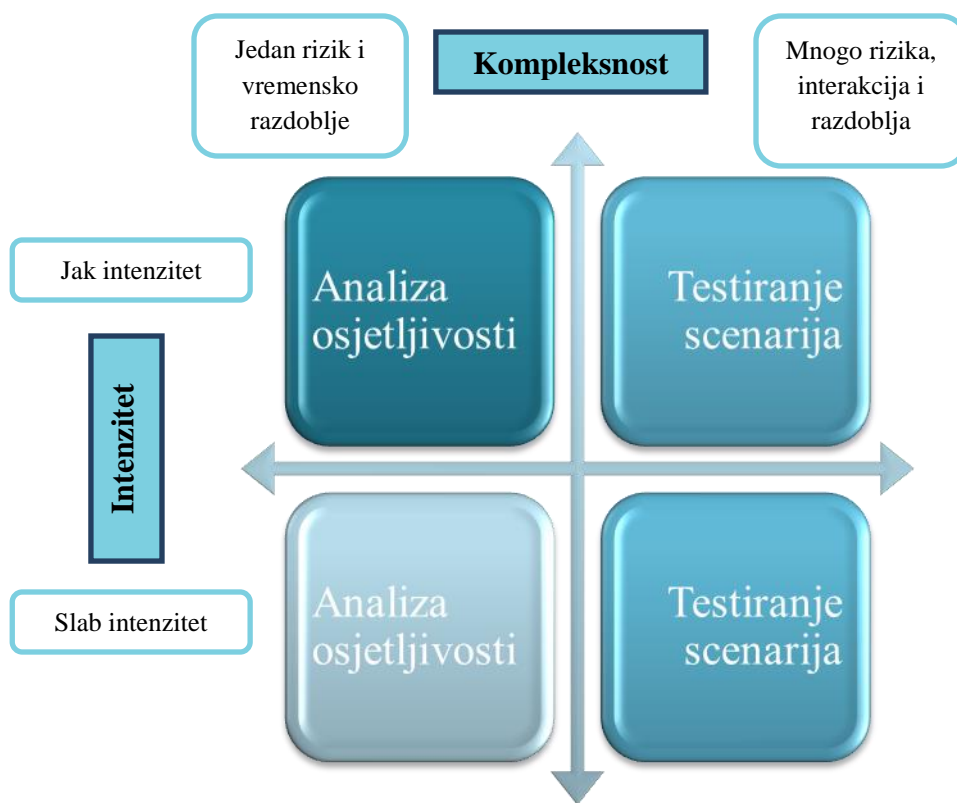 Jedan rizik i
vremensko
razdoblje
Kompleksnost
Mnogo rizika,
interakcija i
razdoblja
Jak intenzitet
Analiza
osjetljivosti
Testiranje
scenarija
Intenzitet
Slab intenzitet
Analiza
osjetljivosti
Testiranje
scenarija